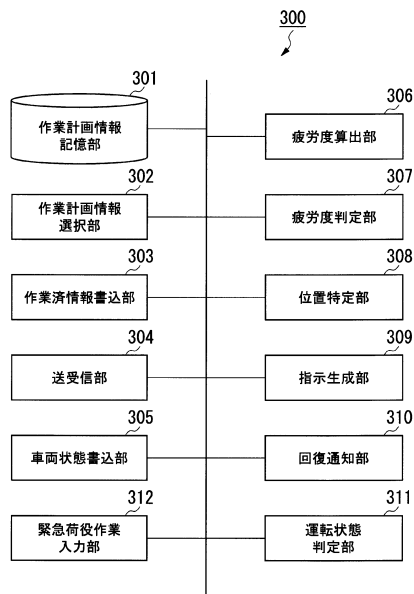 300
301
作業計画情報
記憶部
302
作業計画情報
選択部
303
作業済情報書込部
304
送受信部
305
車両状態書込部
312
緊急荷役作業
入力部
306
疲労度算出部
307
疲労度判定部
308
位置特定部
309
指示生成部
310
回復通知部
311
運転状態
判定部